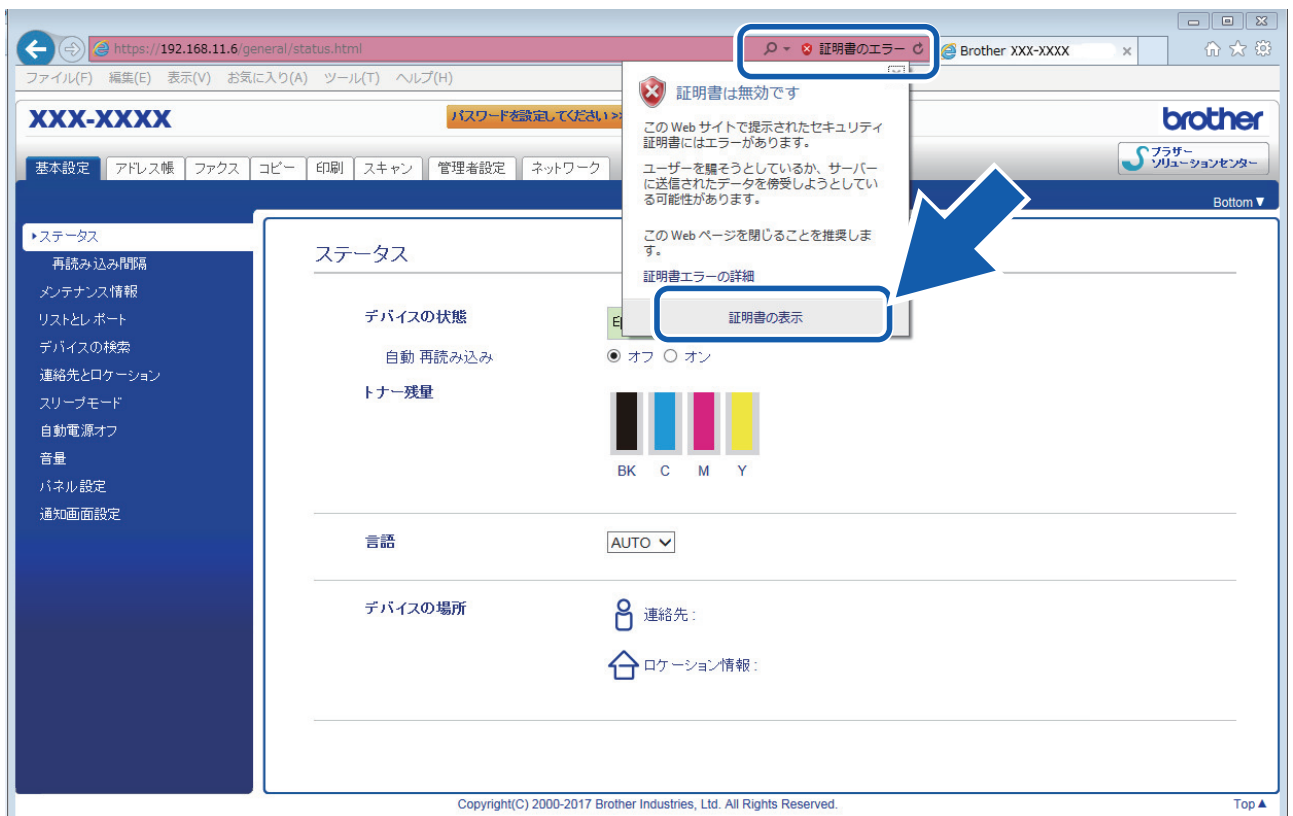 https://192.168.11.6/general/status.html
証明書のエラー
Brother XXX-XXXX
ファイル(F) 編集(E) 表示(V) お気に入り(A) ツール(T) ヘルプ(H)
XXX-XXXX
パスワードを設定してください>>
brother
ブラザー
ソリューションセンター
基本設定 アドレス帳 ファクス コピー 印刷 スキャン 管理者設定 ネットワーク
Bottom▼
証明書は無効です
この Web サイトで提示されたセキュリティ
証明書にはエラーがあります。
ユーザーを騙そうとしているか、サーバー
に送信されたデータを傍受しようとしてい
る可能性があります。
この Web ページを閉じることを推奨しま
す。
証明書エラーの詳細
証明書の表示
ステータス
再読み込み間隔
メンテナンス情報
リストとレポート
デバイスの検索
連絡先とロケーション
スリープモード
自動電源オフ
音量
パネル設定
通知画面設定
ステータス
デバイスの状態
自動 再読み込み オフ オン
トナー残量
BK C M Y
言語 AUTO
デバイスの場所 連絡先 :
ロケーション情報 :
Copyright(C) 2000-2017 Brother Industries, Ltd. All Rights Reserved.
Top▲